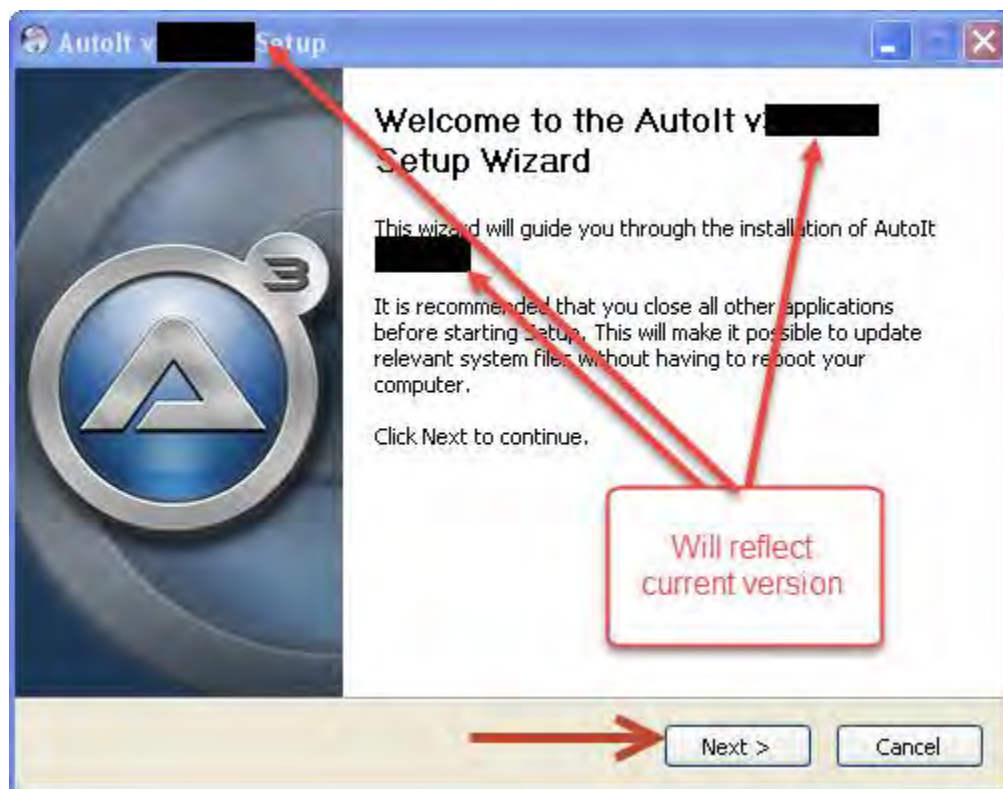 AutoIt v Setup
Welcome to the AutoIt v
Setup Wizard
This wizard will guide you through the installation of AutoIt
It is recommended that you close all other applications
before starting Setup. This will make it possible to update
relevant system files without having to reboot your
computer.
Click Next to continue.
3
Will reflect
current version
Next >
Cancel